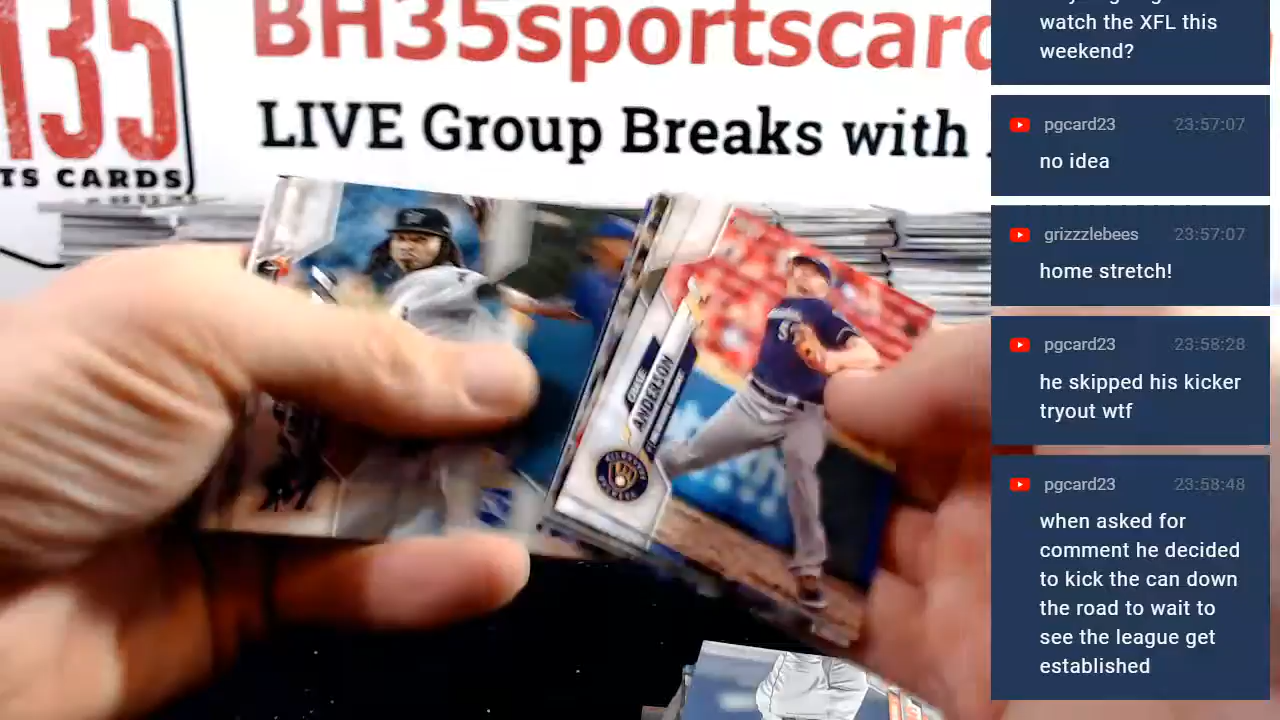 135
TS CARDS
BH35sportscard
LIVE Group Breaks with
ANDERSON
watch the XFL this
weekend?
pgcard23 23:57:07
no idea
grizzzlebees 23:57:07
home stretch!
pgcard23 23:58:28
he skipped his kicker
tryout wtf
pgcard23 23:58:48
when asked for
comment he decided
to kick the can down
the road to wait to
see the league get
established